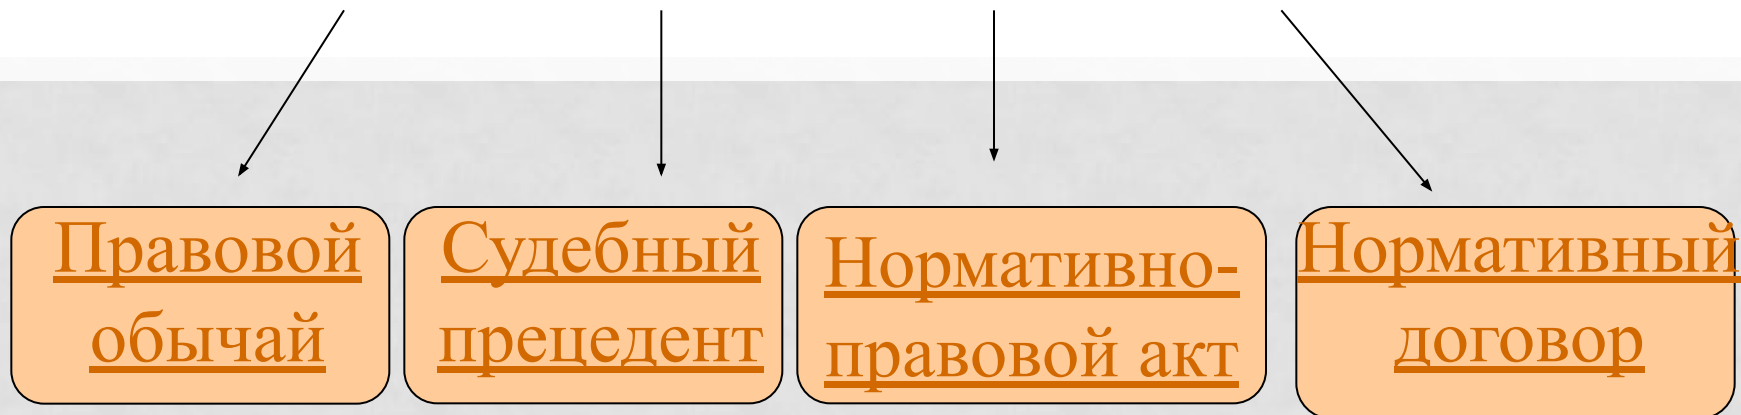 Правовой
обычай
Судебный
прецедент
Нормативно-
правовой акт
Нормативный
договор